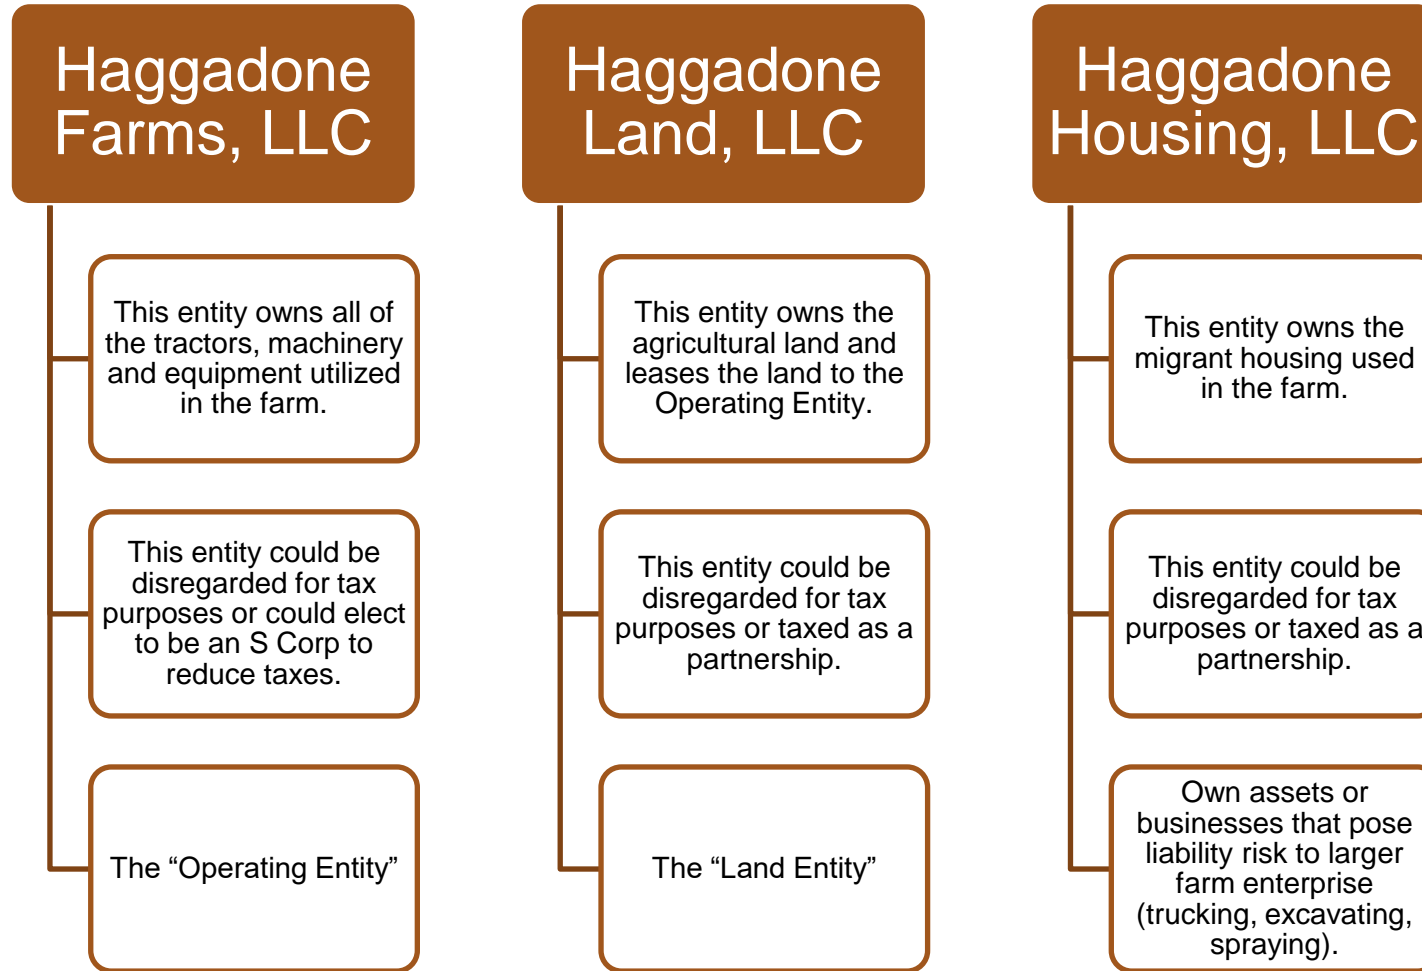 Haggadone
Farms, LLC
This entity owns all of
the tractors, machinery
and equipment utilized
in the farm.
This entity could be
disregarded for tax
purposes or could elect
to be an S Corp to
reduce taxes.
The “Operating Entity”
Haggadone
Land, LLC
This entity owns the
agricultural land and
leases the land to the
Operating Entity.
This entity could be
disregarded for tax
purposes or taxed as a
partnership.
The “Land Entity”
Haggadone
Housing, LLC
This entity owns the
migrant housing used
in the farm.
This entity could be
disregarded for tax
purposes or taxed as a
partnership.
Own assets or
businesses that pose
liability risk to larger
farm enterprise
(trucking, excavating,
spraying).